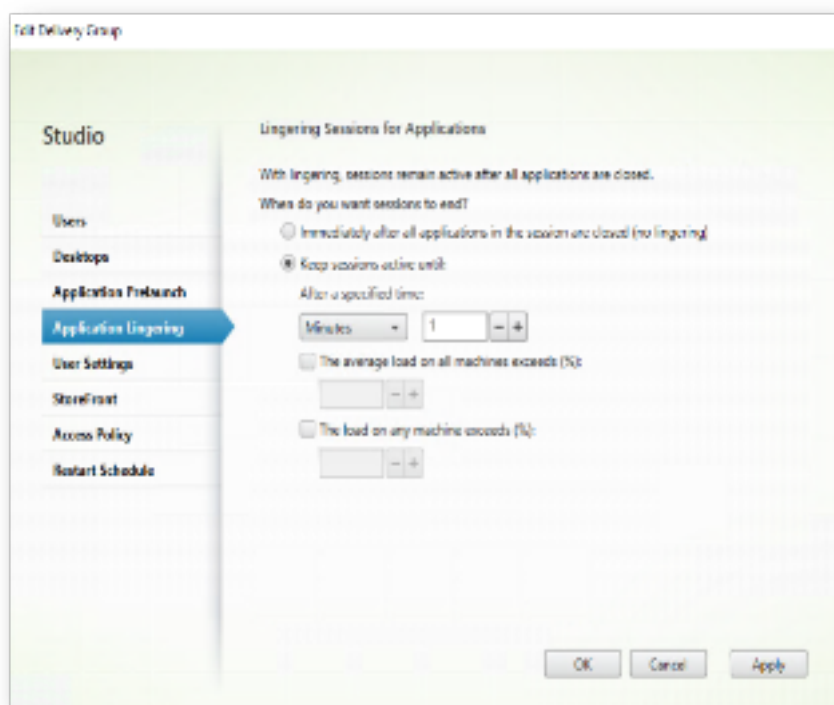 Edit Delivery Group
Studio
Users
Desktops
Application Prelaunch
Application Lingering
User Settings
StoreFront
Access Policy
Restart Schedule
Lingering Sessions for Applications
With lingering, sessions remain active after all applications are closed.
When do you want sessions to end?
Immediately after all applications in the session are closed (no lingering)
Keep sessions active until:
After a specified time:
Minutes 1 - +
The average load on all machines exceeds (%):
- +
The load on any machine exceeds (%):
- +
OK Cancel Apply